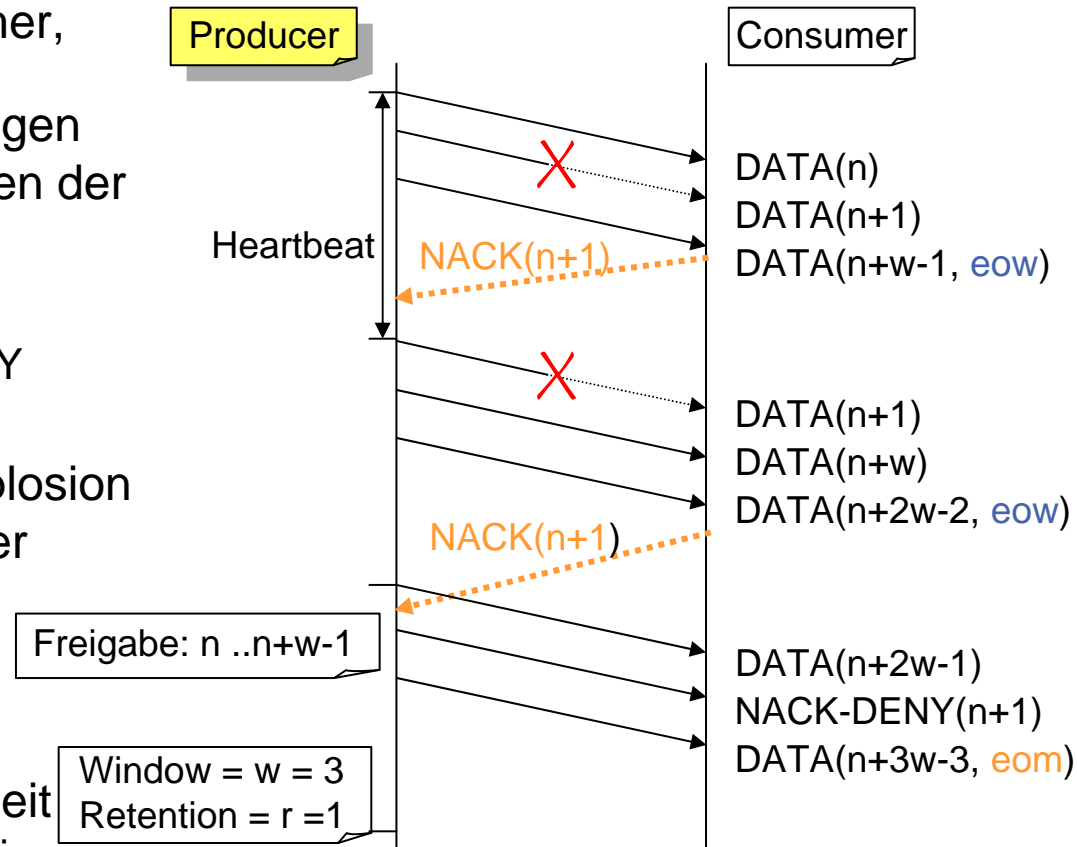 ner,
gen
en der
Y
olosion
er
eit
Producer
Consumer
Heartbeat
DATA(n)
DATA(n+1)
DATA(n+w-1, eow)
NACK(n+1)
DATA(n+1)
DATA(n+w)
DATA(n+2w-2, eow)
NACK(n+1)
Freigabe: n ..n+w-1
DATA(n+2w-1)
NACK-DENY(n+1)
DATA(n+3w-3, eom)
Window = w = 3
Retention = r =1